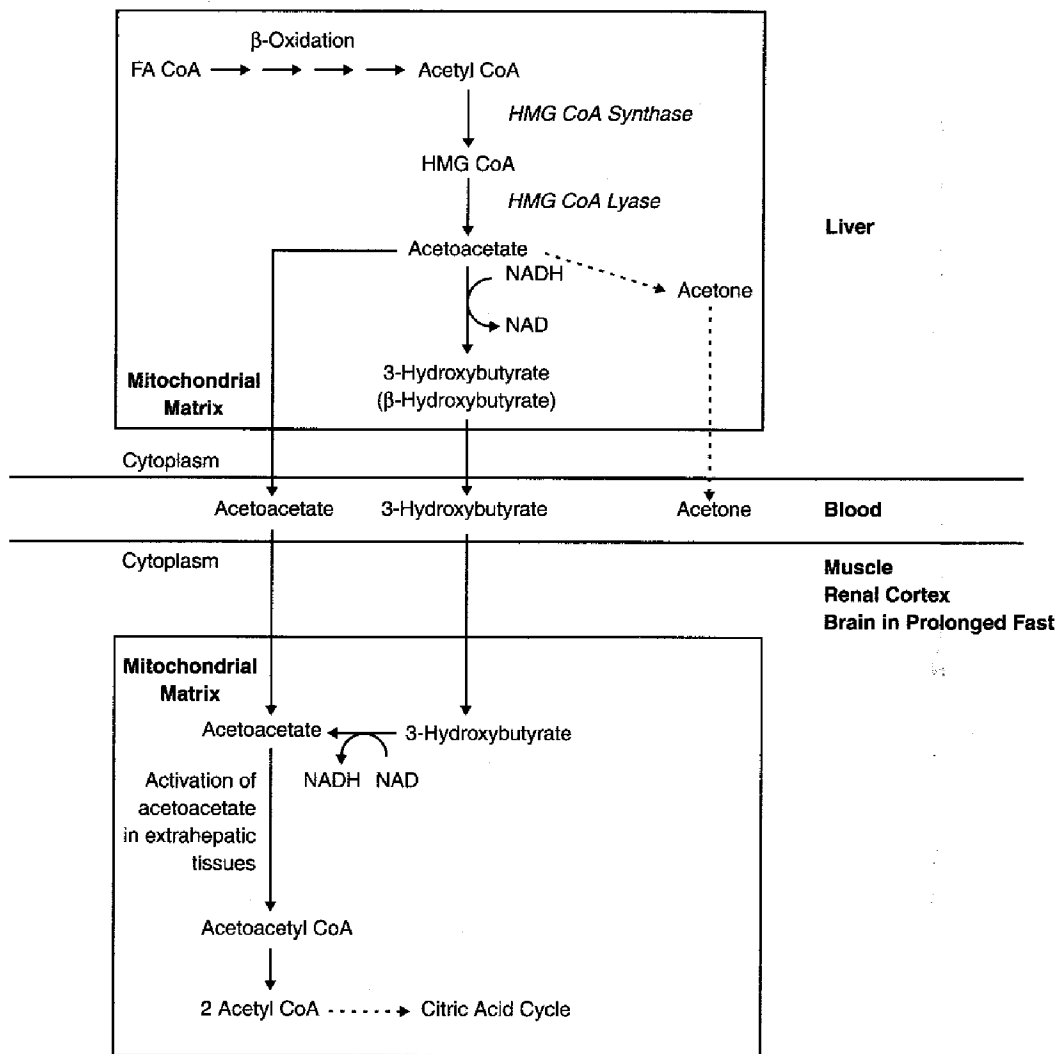 β-Oxidation
FA CoA
Acetyl CoA
HMG CoA Synthase
HMG CoA
HMG CoA Lyase
Liver
Acetoacetate
NADH
Acetone
NAD
3-Hydroxybutyrate
(β-Hydroxybutyrate)
Mitochondrial
Matrix
Cytoplasm
Acetoacetate
3-Hydroxybutyrate
Acetone
Blood
Cytoplasm
Muscle
Renal Cortex
Brain in Prolonged Fast
Mitochondrial
Matrix
Acetoacetate
3-Hydroxybutyrate
NADH
NAD
Activation of
acetoacetate
in extrahepatic
tissues
Acetoacetyl CoA
2 Acetyl CoA
Citric Acid Cycle